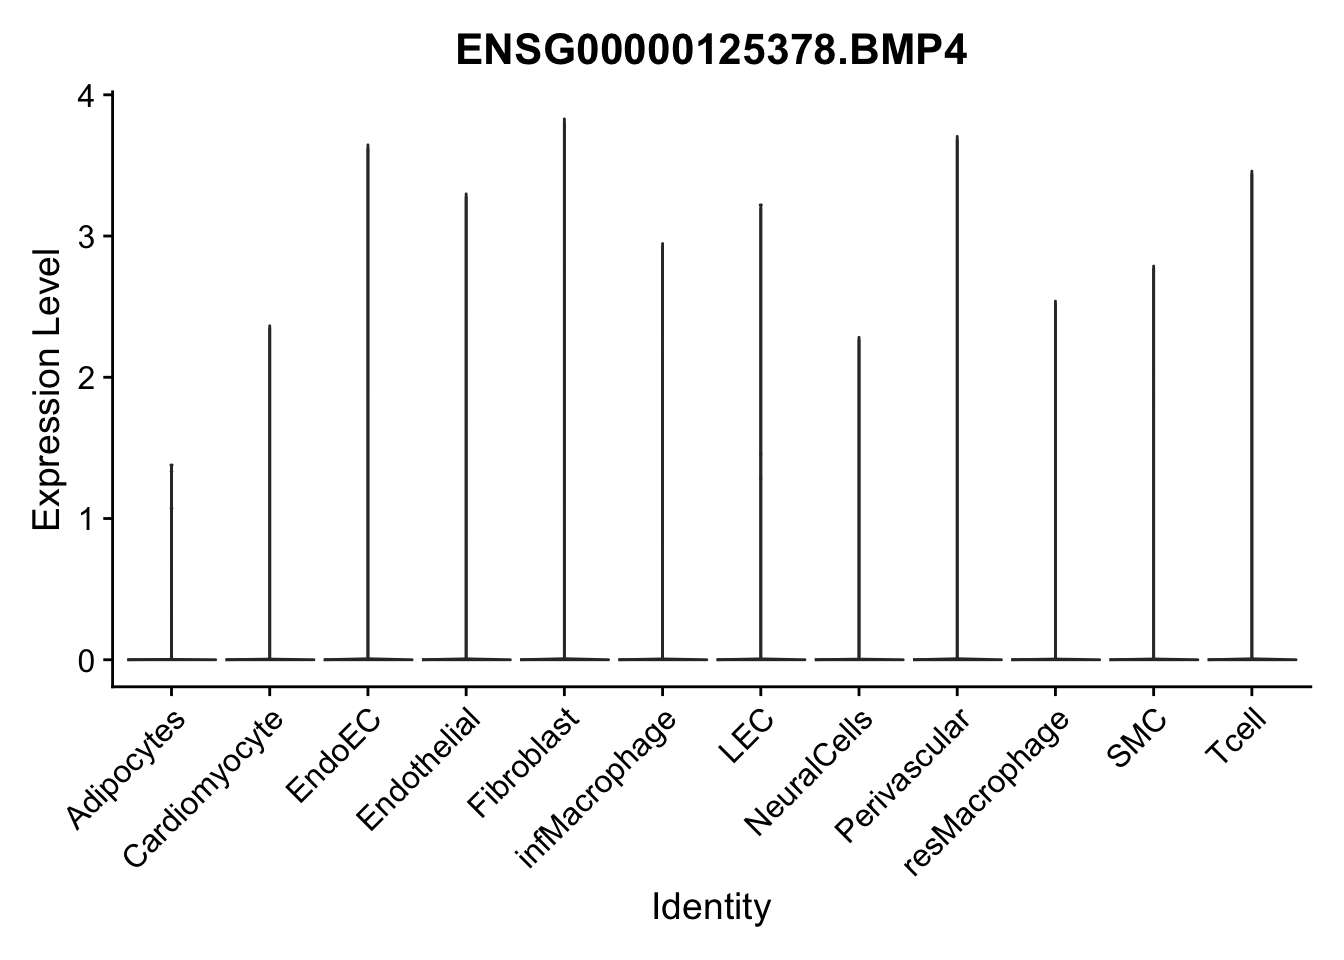 ENSG00000125378.BMP4
Expression Level
4
3
2
1
0
Adipocytes
Cardiomyocyte
EndoEC
Endothelial
Fibroblast
infMacrophage
LEC
NeuralCells
Perivascular
resMacrophage
SMC
Tcell
Identity